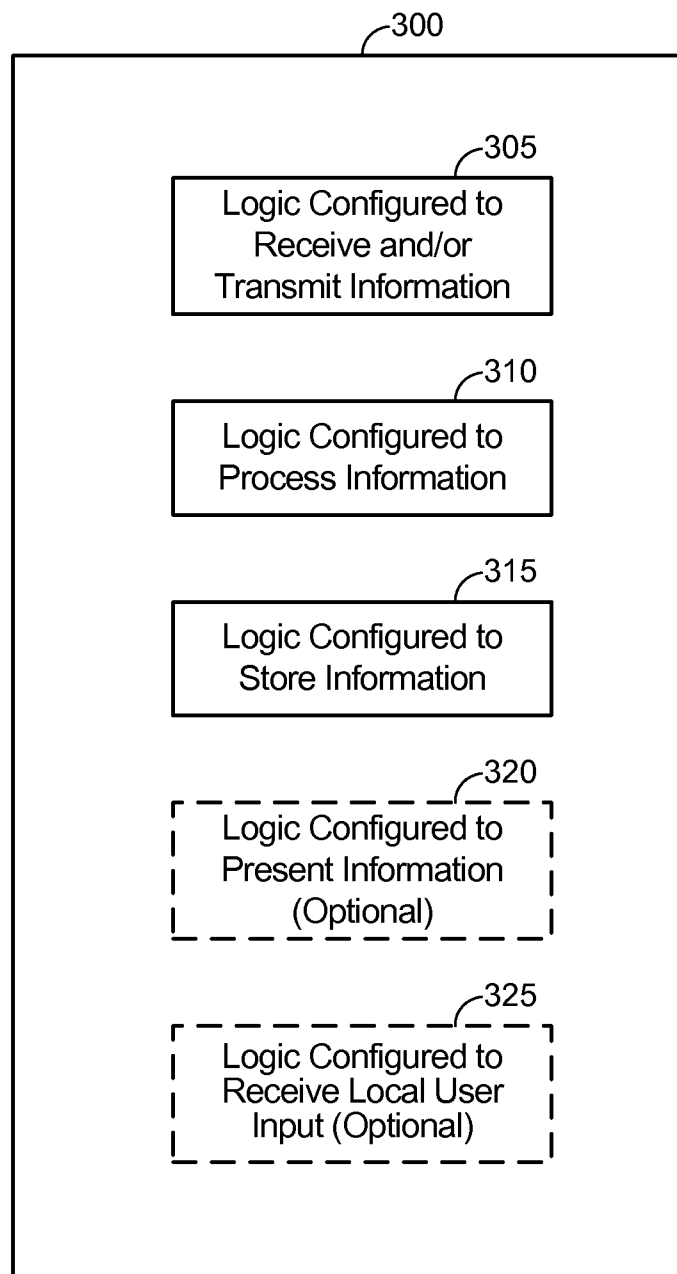 300
305
Logic Configured to
Receive and/or
Transmit Information
310
Logic Configured to
Process Information
315
Logic Configured to
Store Information
320
Logic Configured to
Present Information
(Optional)
325
Logic Configured to
Receive Local User
Input (Optional)